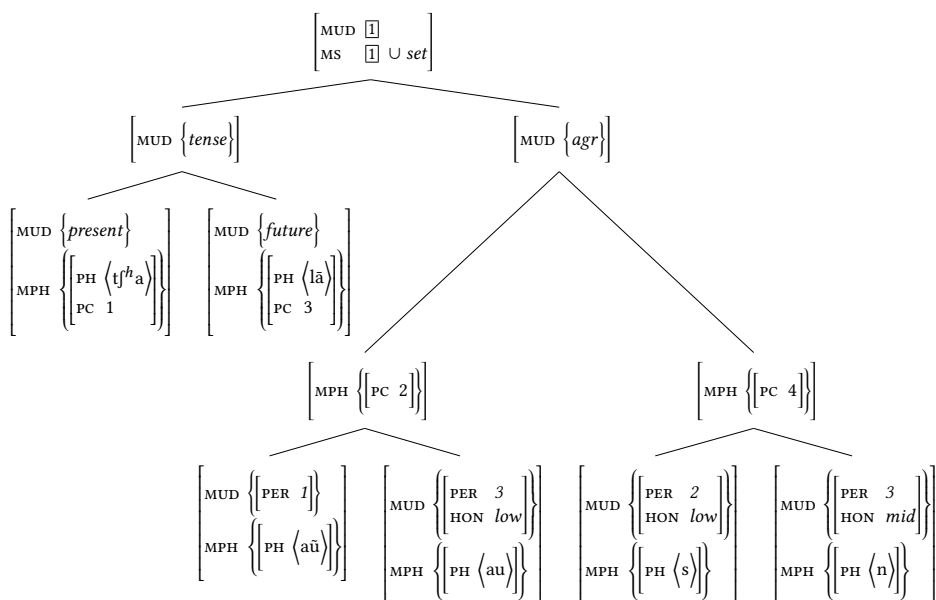 MUD 1
MS 1 ∪ set
MUD {tense}
MUD {agr}
MUD {present}
MPH {[PH ⟨tʃʰa⟩
PC 1]}
MUD {future}
MPH {[PH ⟨lā⟩
PC 3]}
MPH {[PC 2]}
MPH {[PC 4]}
MUD {[PER 1]}
MPH {[PH ⟨aũ⟩]}
MUD {[PER 3
HON low]}
MPH {[PH ⟨au⟩]}
MUD {[PER 2
HON low]}
MPH {[PH ⟨s⟩]}
MUD {[PER 3
HON mid]}
MPH {[PH ⟨n⟩]}